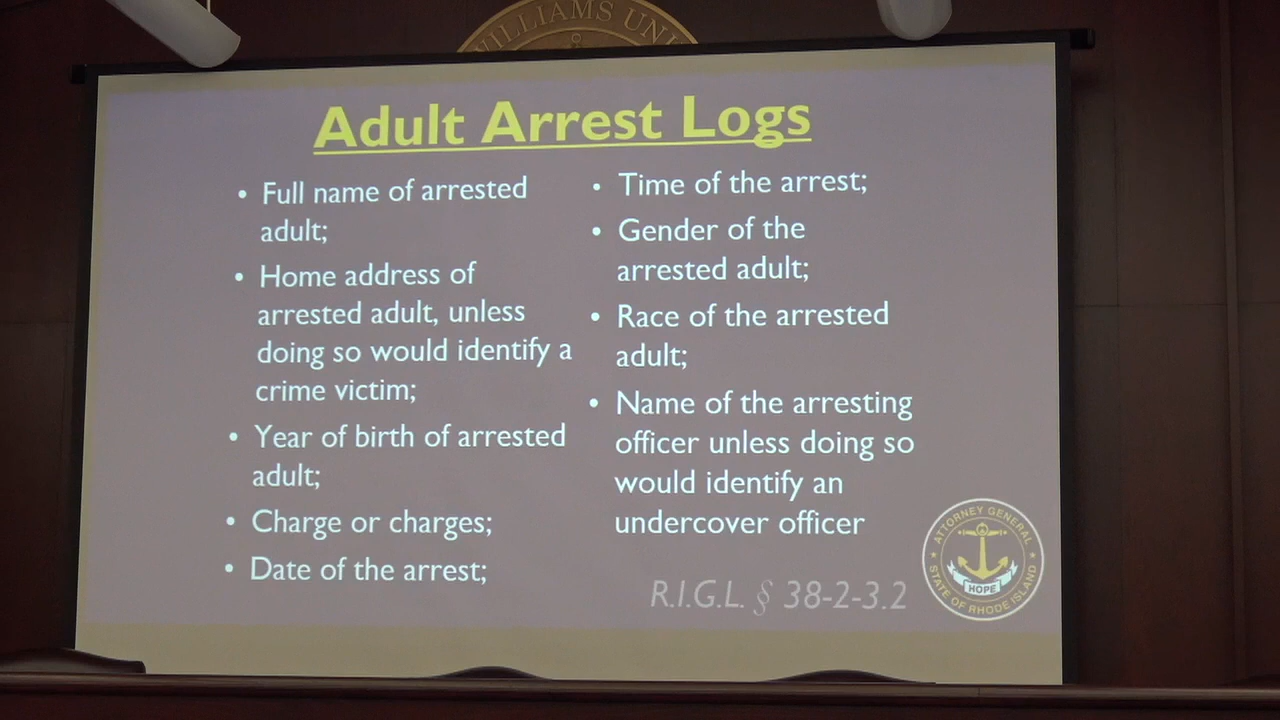 WILLIAMS UNI
Adult Arrest Logs
• Full name of arrested
adult;
• Home address of
arrested adult, unless
doing so would identify a
crime victim;
• Year of birth of arrested
adult;
• Charge or charges;
• Date of the arrest;
• Time of the arrest;
• Gender of the
arrested adult;
• Race of the arrested
adult;
• Name of the arresting
officer unless doing so
would identify an
undercover officer
R.I.G.L. § 38-2-3.2
ATTORNEY GENERAL
HOPE
STATE OF RHODE ISLAND